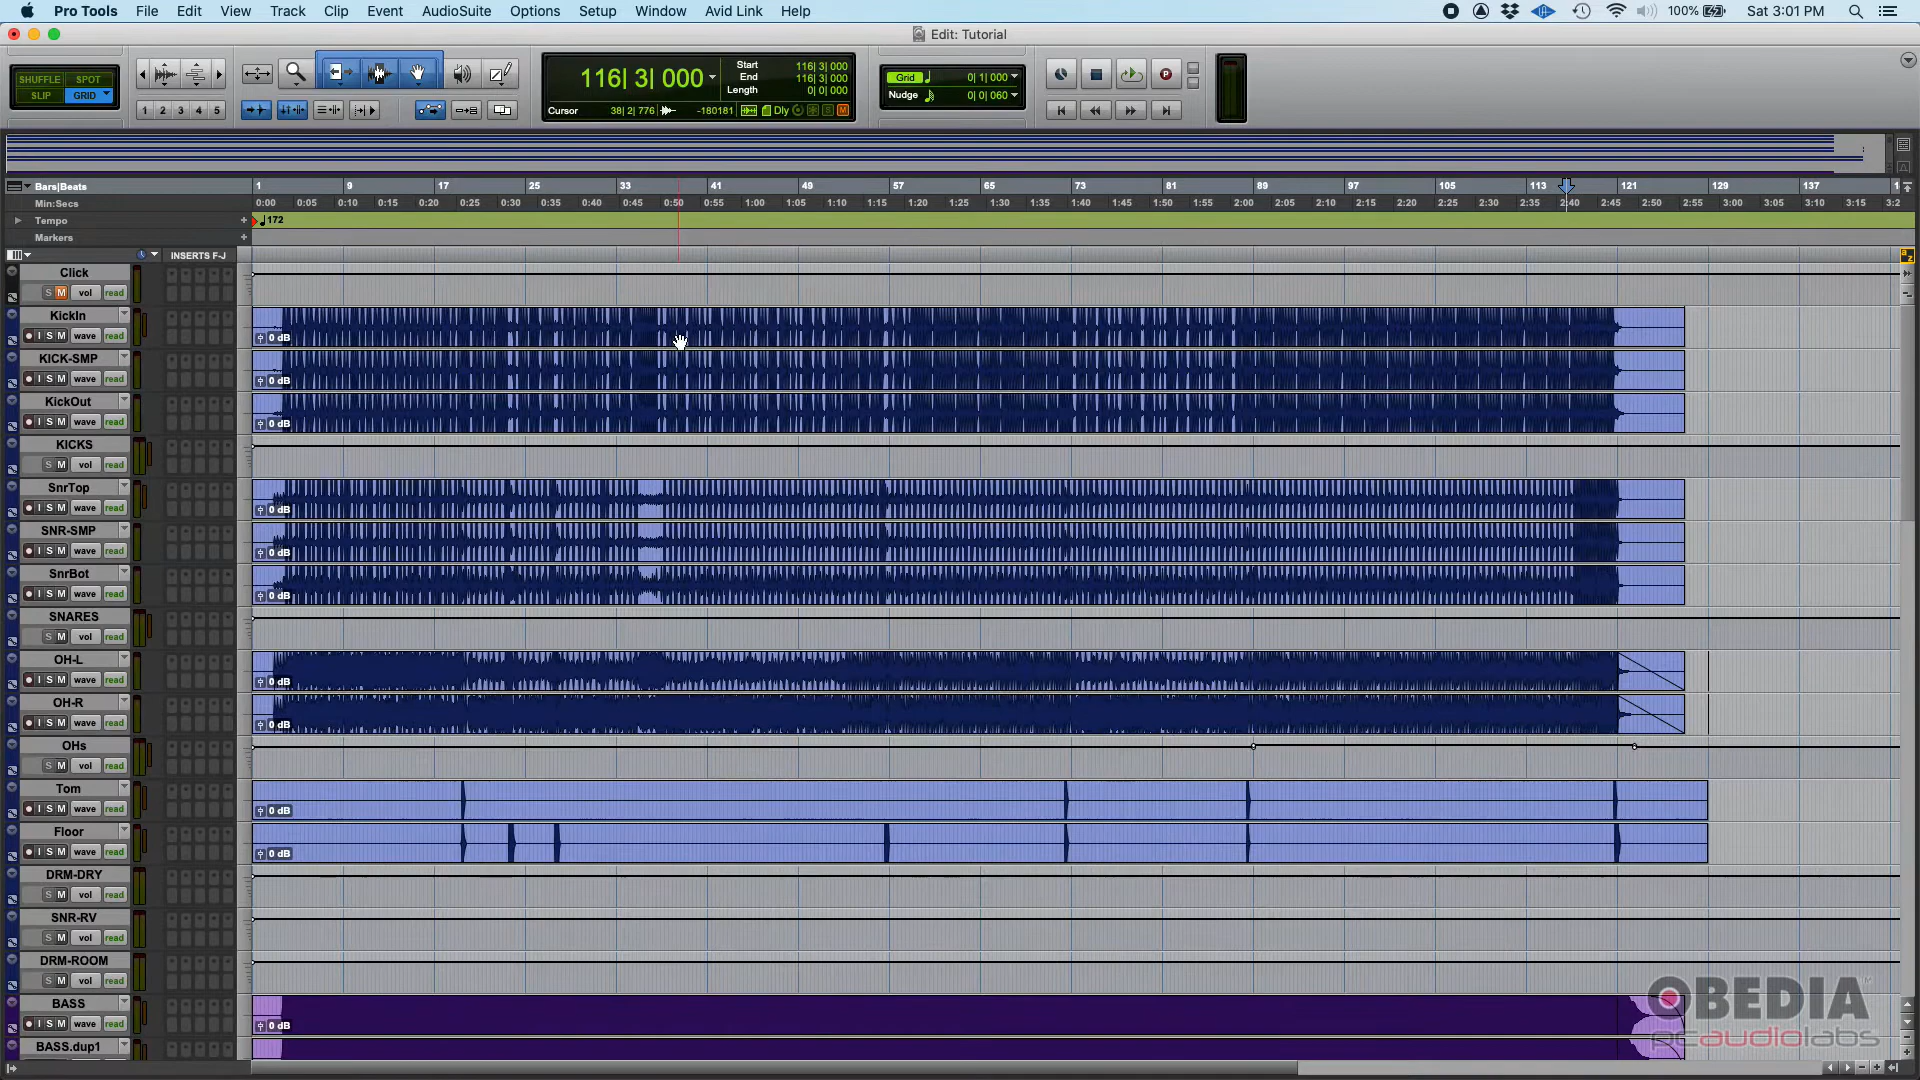 Pro Tools File Edit View Track Clip Event AudioSuite Options Setup Window Avid Link Help 100% Sat 3:01 PM
Edit: Tutorial
SHUFFLE SPOT
SLIP GRID
1 2 3 4 5
116| 3| 000
Start 116| 3| 000
End 116| 3| 000
Length 0| 0| 000
Cursor 38| 2| 776 -180181 Dly
Grid 0| 1| 000
Nudge 0| 0| 060
Bars|Beats 1 9 17 25 33 41 49 57 65 73 81 89 97 105 113 121 129 137
Min:Secs 0:00 0:05 0:10 0:15 0:20 0:25 0:30 0:35 0:40 0:45 0:50 0:55 1:00 1:05 1:10 1:15 1:20 1:25 1:30 1:35 1:40 1:45 1:50 1:55 2:00 2:05 2:10 2:15 2:20 2:25 2:30 2:35 2:40 2:45 2:50 2:55 3:00 3:05 3:10 3:15 3:2
Tempo 172
Markers
INSERTS F-J
Click
S M vol read
KickIn
I S M wave read 0 dB
KICK-SMP
I S M wave read 0 dB
KickOut
I S M wave read 0 dB
KICKS
S M vol read
SnrTop
I S M wave read 0 dB
SNR-SMP
I S M wave read 0 dB
SnrBot
I S M wave read 0 dB
SNARES
S M vol read
OH-L
I S M wave read 0 dB
OH-R
I S M wave read 0 dB
OHs
S M vol read
Tom
I S M wave read 0 dB
Floor
I S M wave read 0 dB
DRM-DRY
S M vol read
SNR-RV
S M vol read
DRM-ROOM
S M vol read
BASS
I S M wave read 0 dB
BASS.dup1
OBEDIA
pcaudiolabs